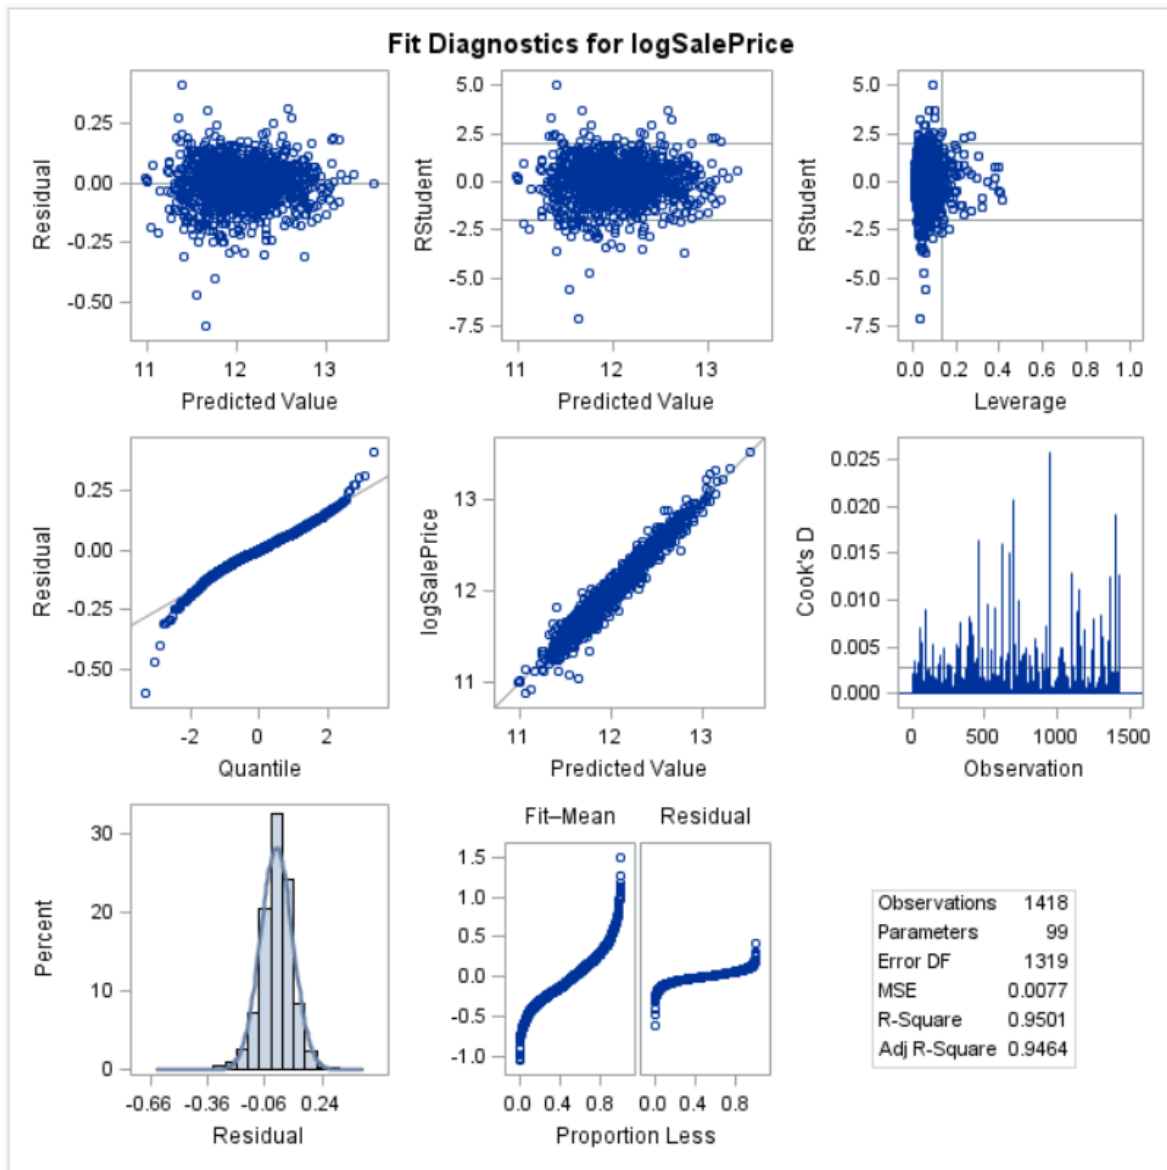 Fit Diagnostics for logSalePrice
Residual
0.25
0.00
-0.25
-0.50
11 12 13
Predicted Value
RStudent
5.0
2.5
0.0
-2.5
-5.0
-7.5
11 12 13
Predicted Value
RStudent
5.0
2.5
0.0
-2.5
-5.0
-7.5
0.0 0.2 0.4 0.6 0.8 1.0
Leverage
Residual
0.25
0.00
-0.25
-0.50
-2 0 2
Quantile
logSalePrice
13
12
11
11 12 13
Predicted Value
Cook's D
0.025
0.020
0.015
0.010
0.005
0.000
0 500 1000 1500
Observation
Percent
30
20
10
0
-0.66 -0.36 -0.06 0.24
Residual
Fit–Mean Residual
1.5
1.0
0.5
0.0
-0.5
-1.0
0.0 0.4 0.8 0.0 0.4 0.8
Proportion Less
Observations 1418
Parameters 99
Error DF 1319
MSE 0.0077
R-Square 0.9501
Adj R-Square 0.9464